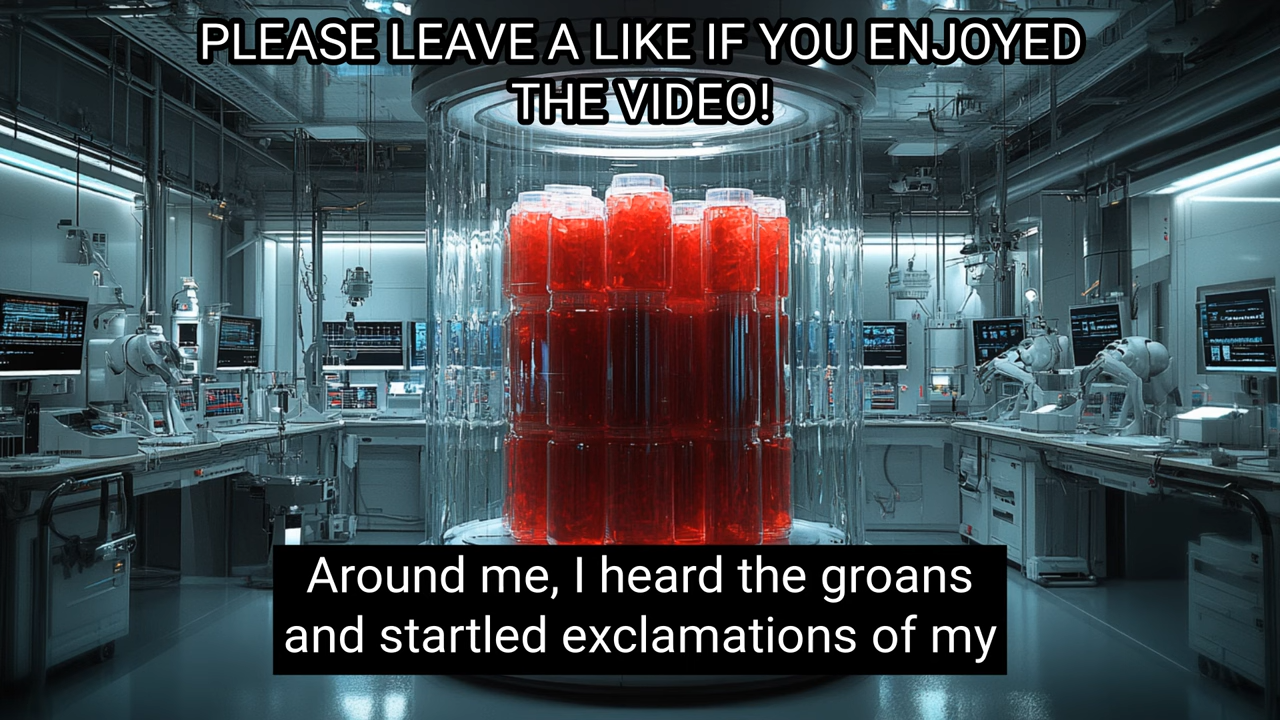 PLEASE LEAVE A LIKE IF YOU ENJOYED
THE VIDEO!
Around me, I heard the groans
and startled exclamations of my